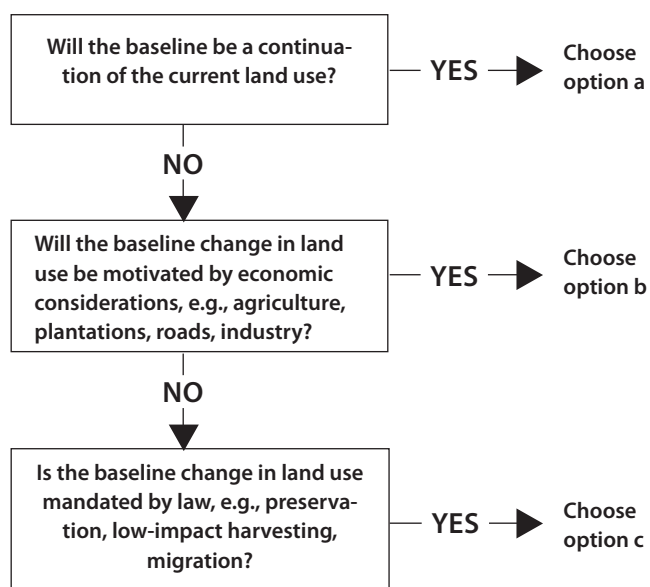 Will the baseline be a continua-
tion of the current land use?
YES
Choose
option a
NO
Will the baseline change in land
use be motivated by economic
considerations, e.g., agriculture,
plantations, roads, industry?
YES
Choose
option b
NO
Is the baseline change in land use
mandated by law, e.g., preserva-
tion, low-impact harvesting,
migration?
YES
Choose
option c